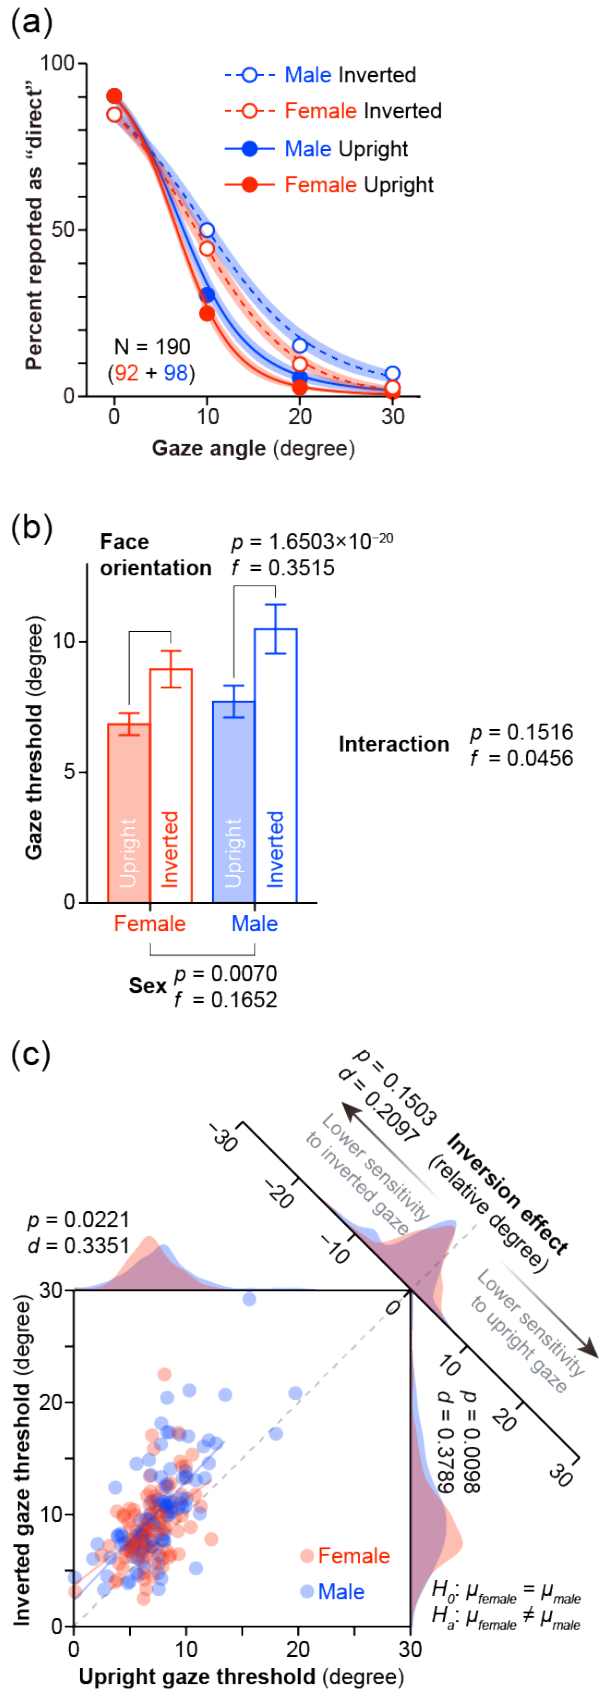 (a)
100
50
0
Percent reported as “direct”
Male Inverted
Female Inverted
Male Upright
Female Upright
N = 190
(92 + 98)
0 10 20 30
Gaze angle (degree)
(b)
Face
orientation
p = 1.6503×10⁻²⁰
f = 0.3515
10
5
0
Gaze threshold (degree)
Upright
Inverted
Upright
Inverted
Interaction
p = 0.1516
f = 0.0456
Female
Male
Sex
p = 0.0070
f = 0.1652
(c)
p = 0.1503
d = 0.2097
Inversion effect
(relative degree)
Lower sensitivity
to inverted gaze
Lower sensitivity
to upright gaze
−30
−20
−10
0
10
20
30
p = 0.0221
d = 0.3351
p = 0.0098
d = 0.3789
30
20
10
0
Inverted gaze threshold (degree)
Female
Male
H₀: μfemale = μmale
Hₐ: μfemale ≠ μmale
0 10 20 30
Upright gaze threshold (degree)